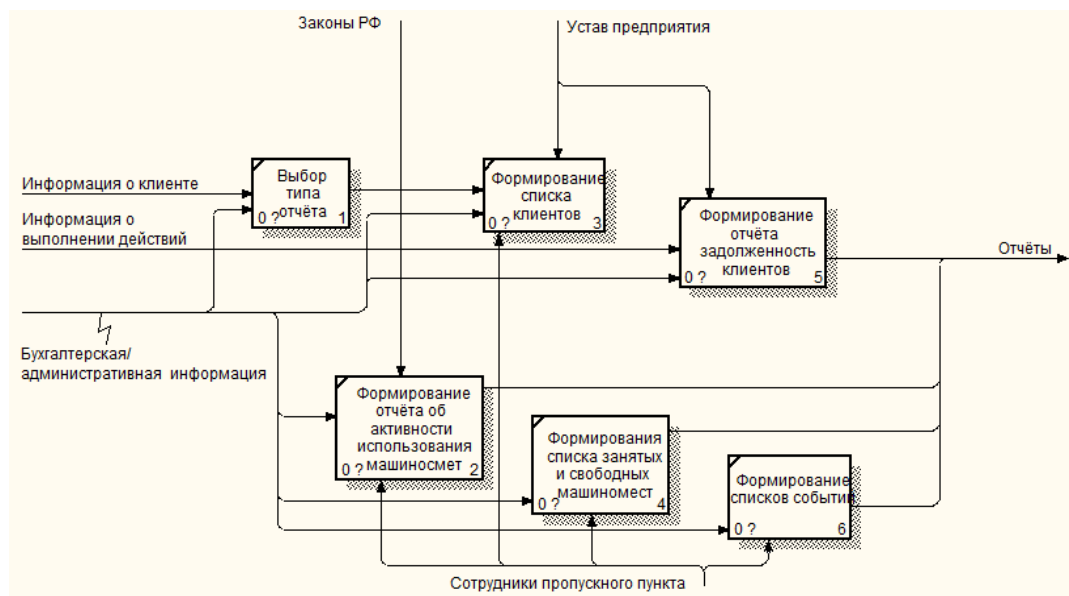 Законы РФ
Устав предприятия
Информация о клиенте
Выбор
типа
отчёта
0 ?
1
Формирование
списка
клиентов
0 ?
3
Информация о
выполнении действий
Формирование
отчёта
задолженность
клиентов
0 ?
5
Отчёты
Бухгалтерская/
административная информация
Формирование
отчёта об
активности
использования
машиносмет
0 ?
2
Формирования
списка занятых
и свободных
машиномест
0 ?
4
Формирование
списков событий
0 ?
6
Сотрудники пропускного пункта